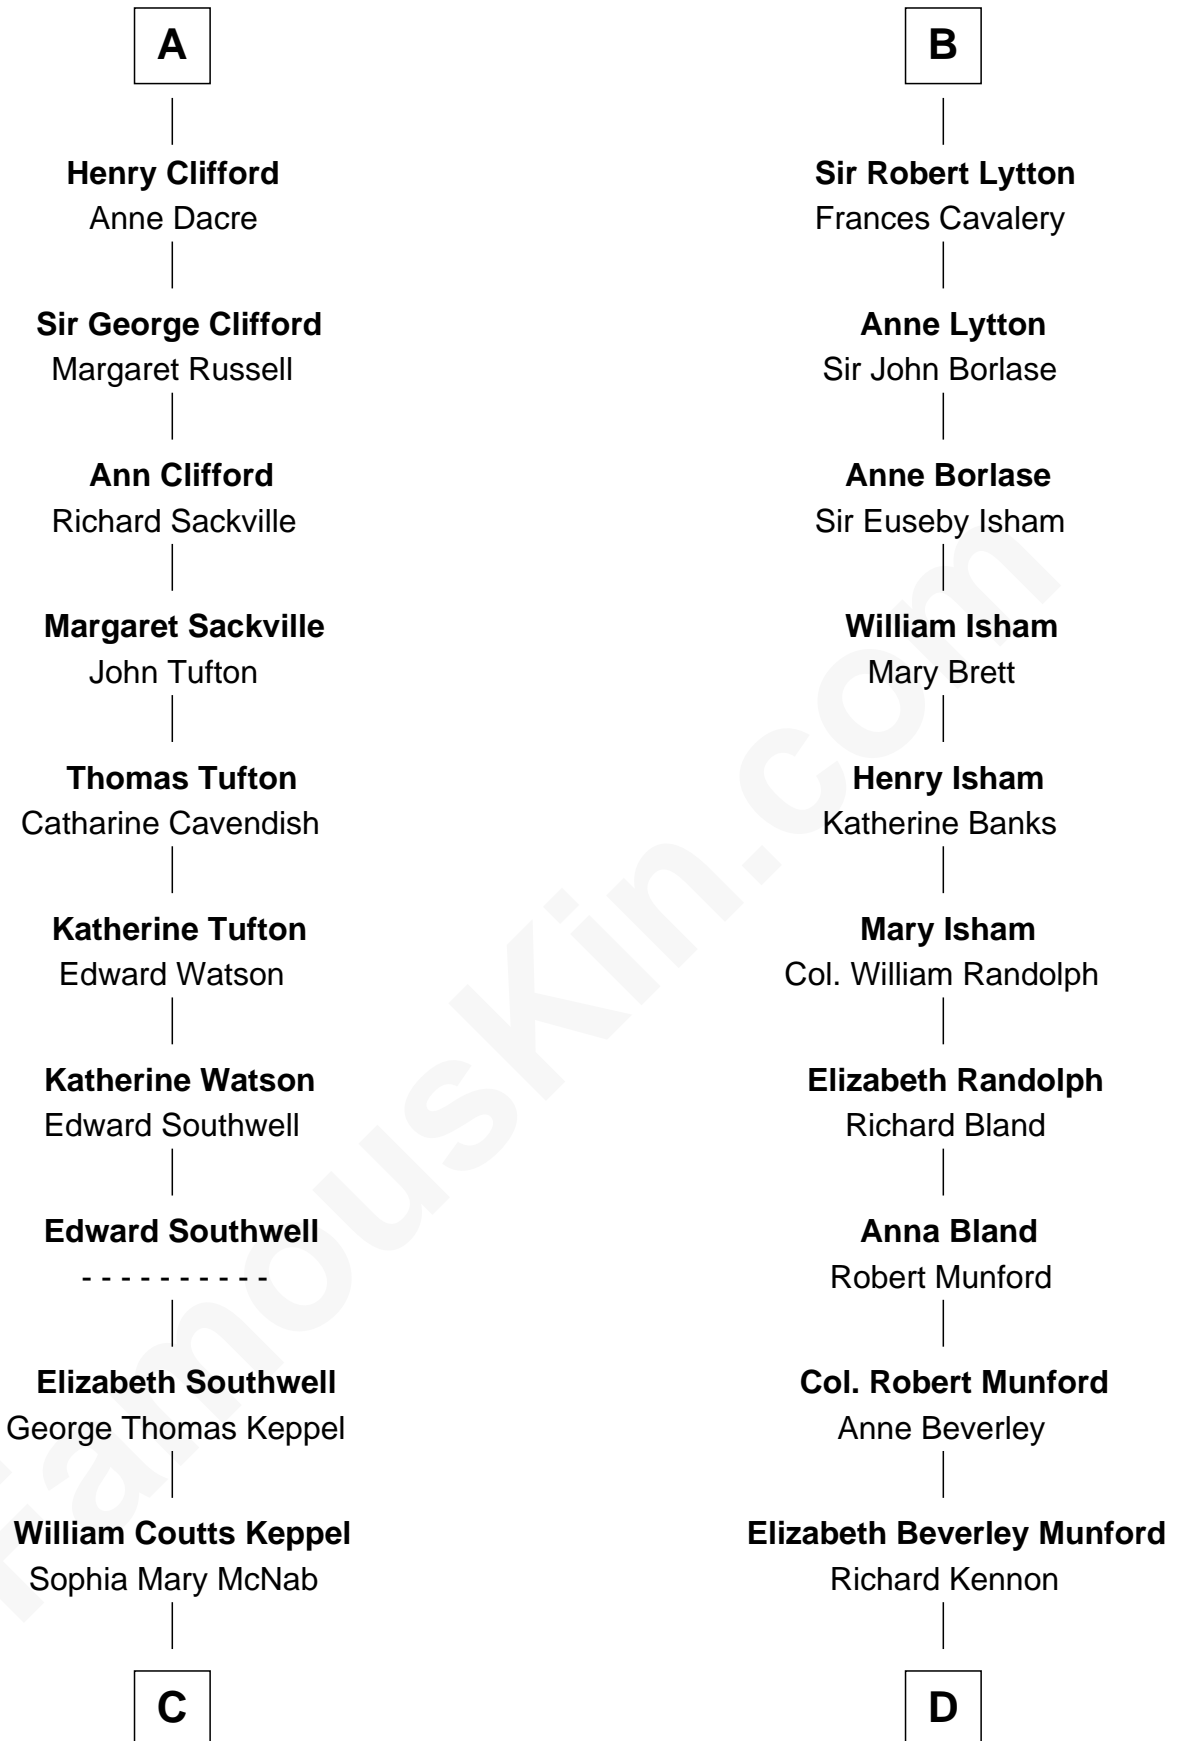 A
Henry Clifford
Anne Dacre
Sir George Clifford
Margaret Russell
Ann Clifford
Richard Sackville
Margaret Sackville
John Tufton
Thomas Tufton
Catharine Cavendish
Katherine Tufton
Edward Watson
Katherine Watson
Edward Southwell
Edward Southwell
- - - - - - - - - -
Elizabeth Southwell
George Thomas Keppel
William Coutts Keppel
Sophia Mary McNab
C
B
Sir Robert Lytton
Frances Cavalery
Anne Lytton
Sir John Borlase
Anne Borlase
Sir Euseby Isham
William Isham
Mary Brett
Henry Isham
Katherine Banks
Mary Isham
Col. William Randolph
Elizabeth Randolph
Richard Bland
Anna Bland
Robert Munford
Col. Robert Munford
Anne Beverley
Elizabeth Beverley Munford
Richard Kennon
D
FamousKin.com